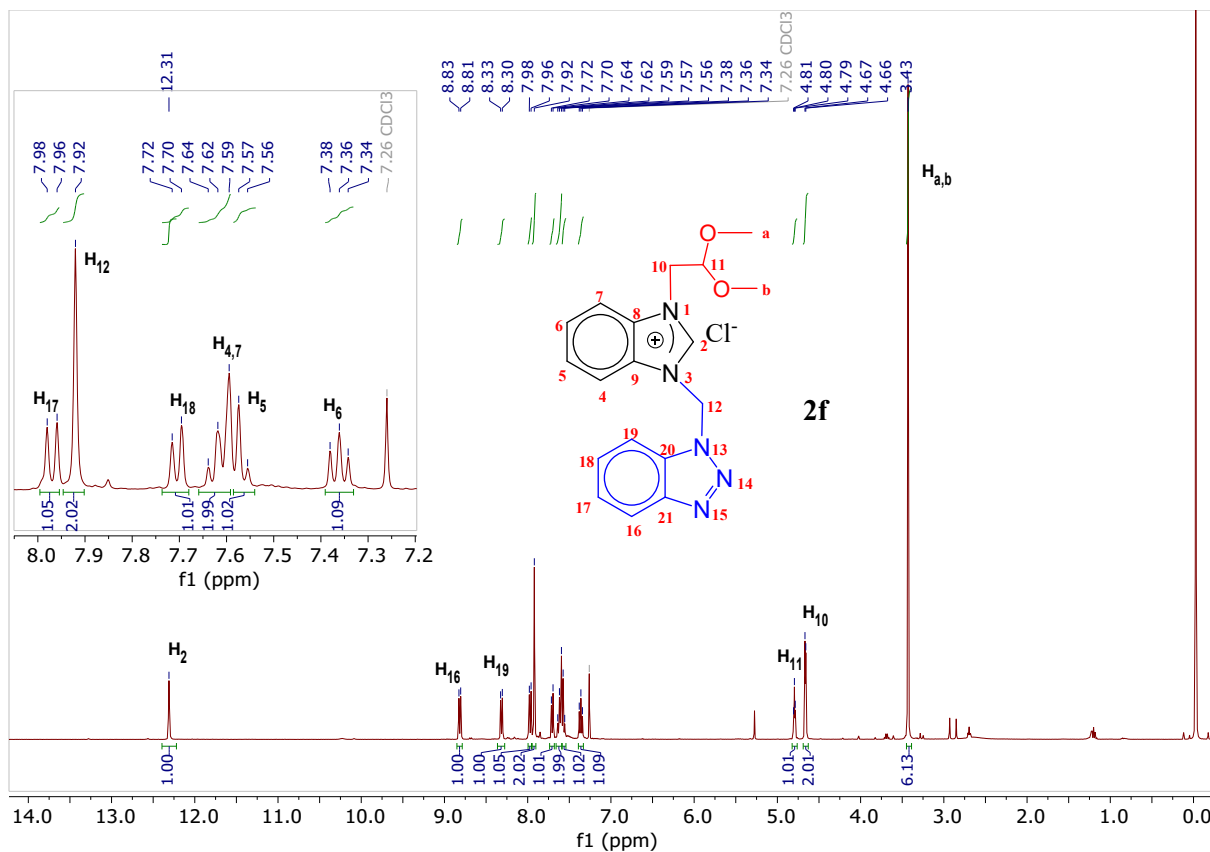 12.31
8.83
8.81
8.33
8.30
7.98
7.96
7.92
7.72
7.70
7.64
7.62
7.59
7.57
7.56
7.38
7.36
7.34
7.26 CDCl3
4.81
4.80
4.79
4.67
4.66
3.43
7.98
7.96
7.92
7.72
7.70
7.64
7.62
7.59
7.57
7.56
7.38
7.36
7.34
7.26 CDCl3
H12
H17
H18
H4,7
H5
H6
1.05
2.02
1.01
1.99
1.02
1.09
8.0 7.9 7.8 7.7 7.6 7.5 7.4 7.3 7.2
f1 (ppm)
Ha,b
O a
10 11
O b
7 N 1
8
6 + 2 Cl-
5 9
N 3
4
12
2f
19 20 N 13
18 N 14
17 21 N 15
16
H2
H16
H19
H11
H10
1.00
1.00
1.00
1.05
2.02
1.01
1.99
1.02
1.09
1.01
2.01
6.13
14.0 13.0 12.0 11.0 10.0 9.0 8.0 7.0 6.0 5.0 4.0 3.0 2.0 1.0 0.0
f1 (ppm)